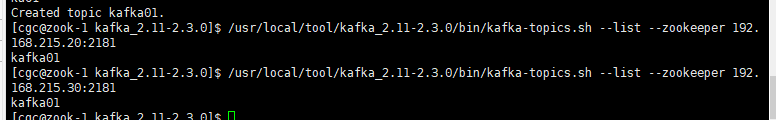 Created topic kafka01.
[cgc@zook-1 kafka_2.11-2.3.0]$ /usr/local/tool/kafka_2.11-2.3.0/bin/kafka-topics.sh --list --zookeeper 192.
168.215.20:2181
kafka01
[cgc@zook-1 kafka_2.11-2.3.0]$ /usr/local/tool/kafka_2.11-2.3.0/bin/kafka-topics.sh --list --zookeeper 192.
168.215.30:2181
kafka01
[cgc@zook-1 kafka_2.11-2.3.0]$